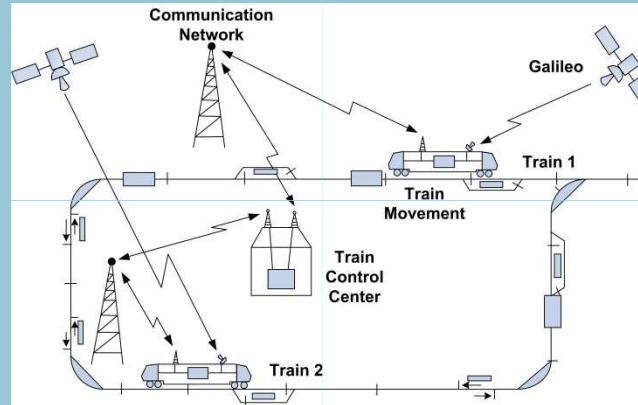 Communication
Network
Galileo
Train 1
Train
Movement
Train
Control
Center
Train 2